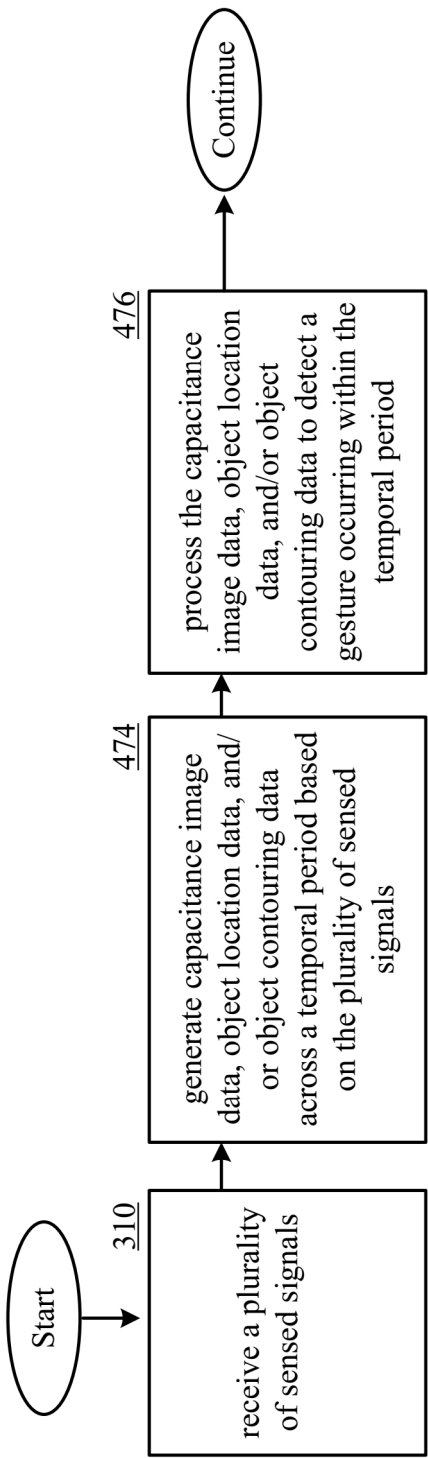 Start
310
receive a plurality
of sensed signals
474
generate capacitance image
data, object location data, and/
or object contouring data
across a temporal period based
on the plurality of sensed
signals
476
process the capacitance
image data, object location
data, and/or object
contouring data to detect a
gesture occurring within the
temporal period
Continue